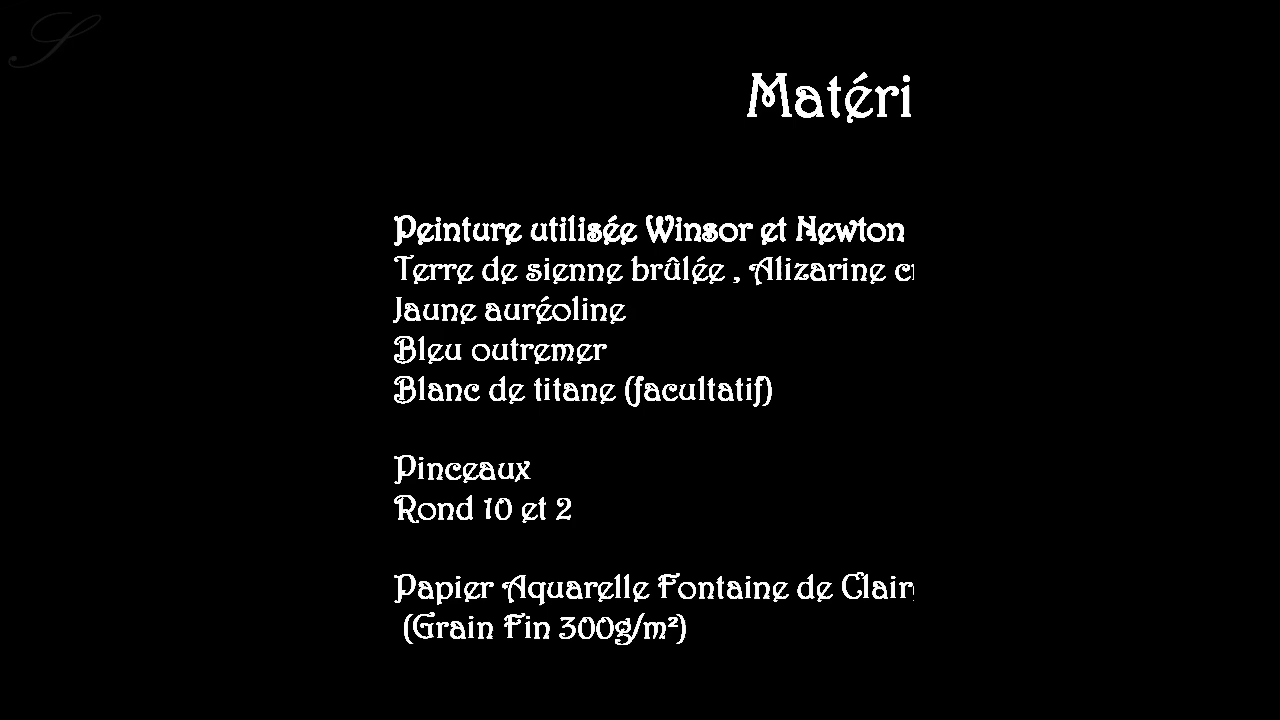 Matéri
Peinture utilisée Winsor et Newton
Terre de sienne brûlée , Alizarine
Jaune auréoline
Bleu outremer
Blanc de titane (facultatif)
Pinceaux
Rond 10 et 2
Papier Aquarelle Fontaine de Clair
(Grain Fin 300g/m²)